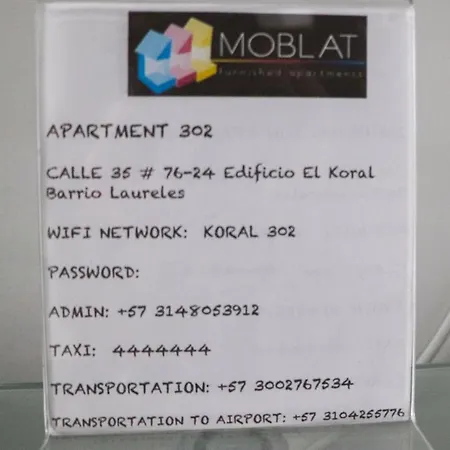 MOBLAT
furnished apartments
APARTMENT 302
CALLE 35 # 76-24 Edificio El Koral
Barrio Laureles
WIFI NETWORK: KORAL 302
PASSWORD:
ADMIN: +57 3148053912
TAXI: 4444444
TRANSPORTATION: +57 3002767534
TRANSPORTATION TO AIRPORT: +57 3104255776